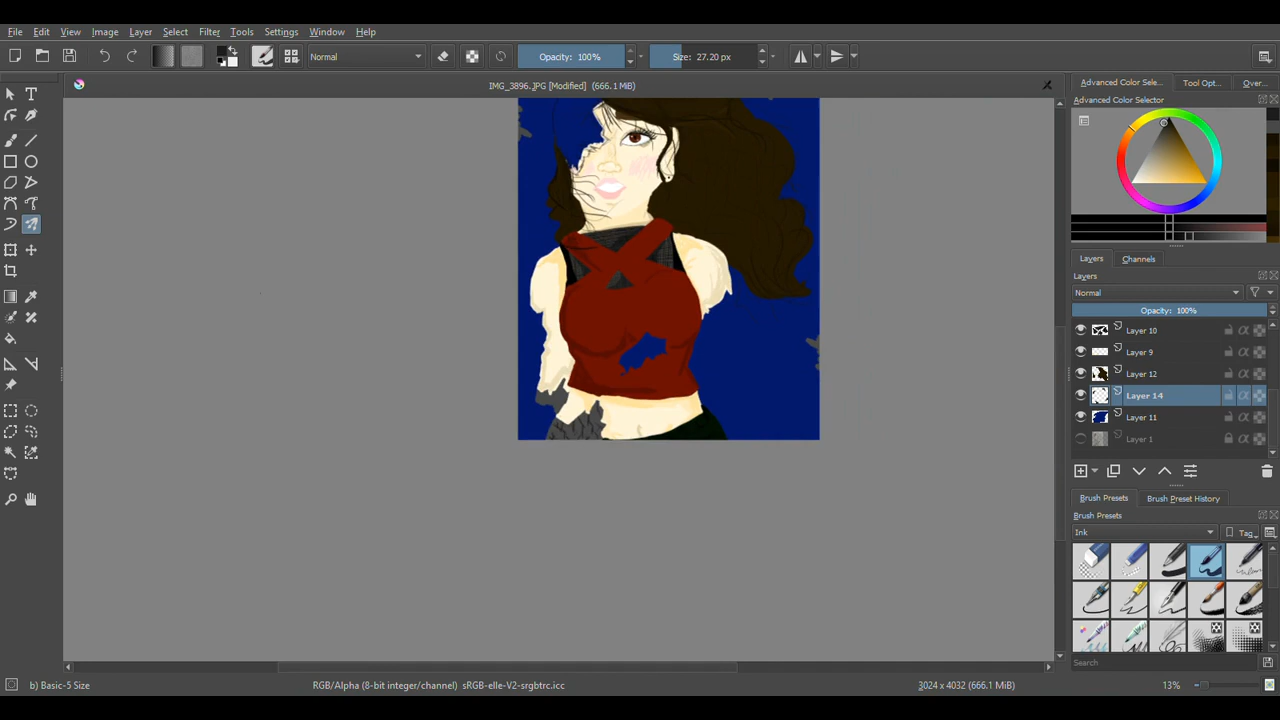 File Edit View Image Layer Select Filter Tools Settings Window Help
Normal Opacity: 100% Size: 27.20 px
IMG_3896.JPG [Modified] (666.1 MiB)
Advanced Color Sele... Tool Opt... Over...
Advanced Color Selector
Layers Channels
Layers
Normal
Opacity: 100%
Layer 10
Layer 9
Layer 12
Layer 14
Layer 11
Layer 1
Brush Presets Brush Preset History
Brush Presets
Ink Tag
Search
b) Basic-5 Size RGB/Alpha (8-bit integer/channel) sRGB-elle-V2-srgbtrc.icc 3024 x 4032 (666.1 MiB) 13%